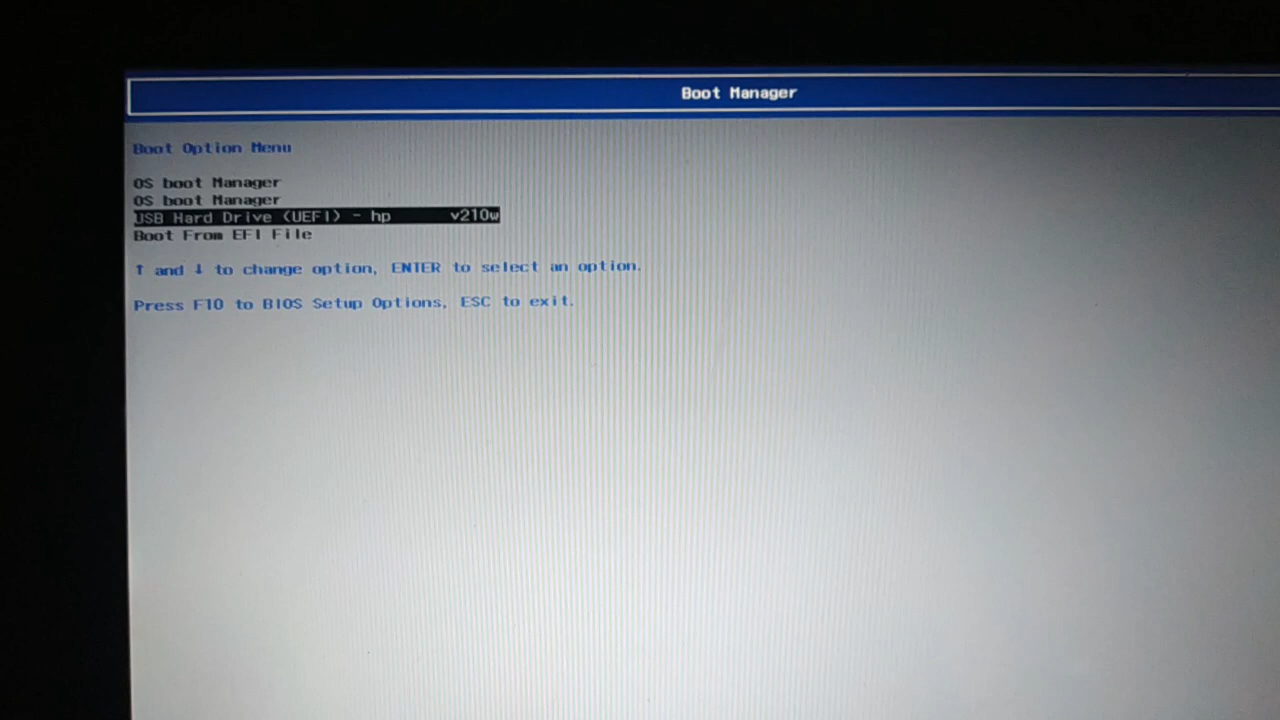 Boot Manager
Boot Option Menu
OS boot Manager
OS boot Manager
USB Hard Drive (UEFI) - hp v210w
Boot From EFI File
↑ and ↓ to change option, ENTER to select an option.
Press F10 to BIOS Setup Options, ESC to exit.